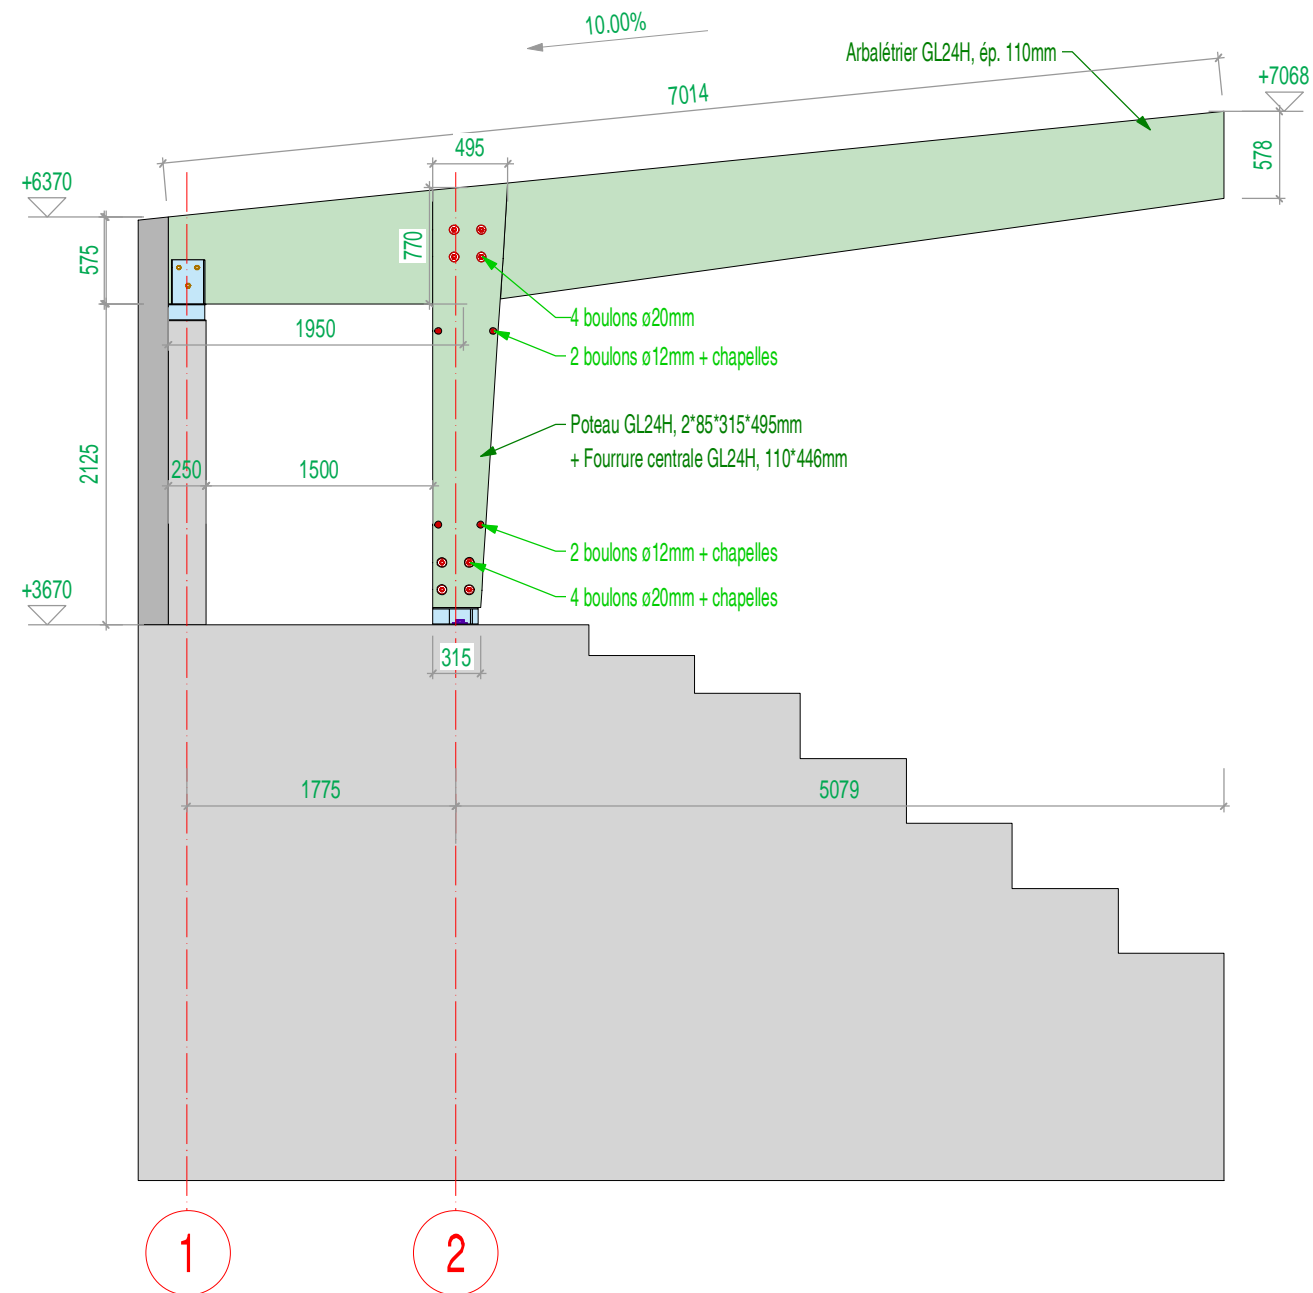 10.00%
Arbalétrier GL24H, ép. 110mm
+7068
7014
578
495
+6370
575
770
4 boulons ø20mm
1950
2 boulons ø12mm + chapelles
Poteau GL24H, 2*85*315*495mm
+ Fourrure centrale GL24H, 110*446mm
2125
250
1500
2 boulons ø12mm + chapelles
+3670
4 boulons ø20mm + chapelles
315
1775
5079
1
2